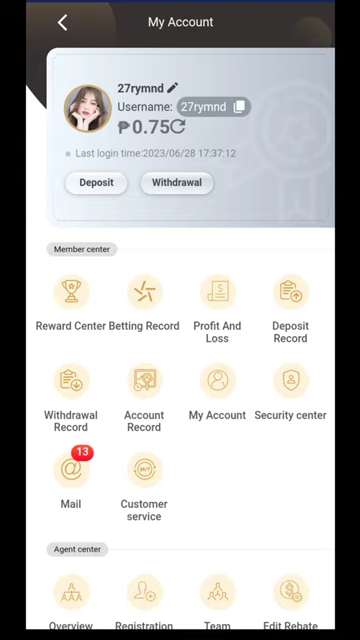 My Account
27rymnd
Username: 27rymnd
₱0.75
Last login time:2023/06/28 17:37:12
Deposit Withdrawal
Member center
Reward Center Betting Record Profit And Loss Deposit Record
Withdrawal Record Account Record My Account Security center
13
24/7
Mail Customer service
Agent center
Overview Registration Team Edit Rebate